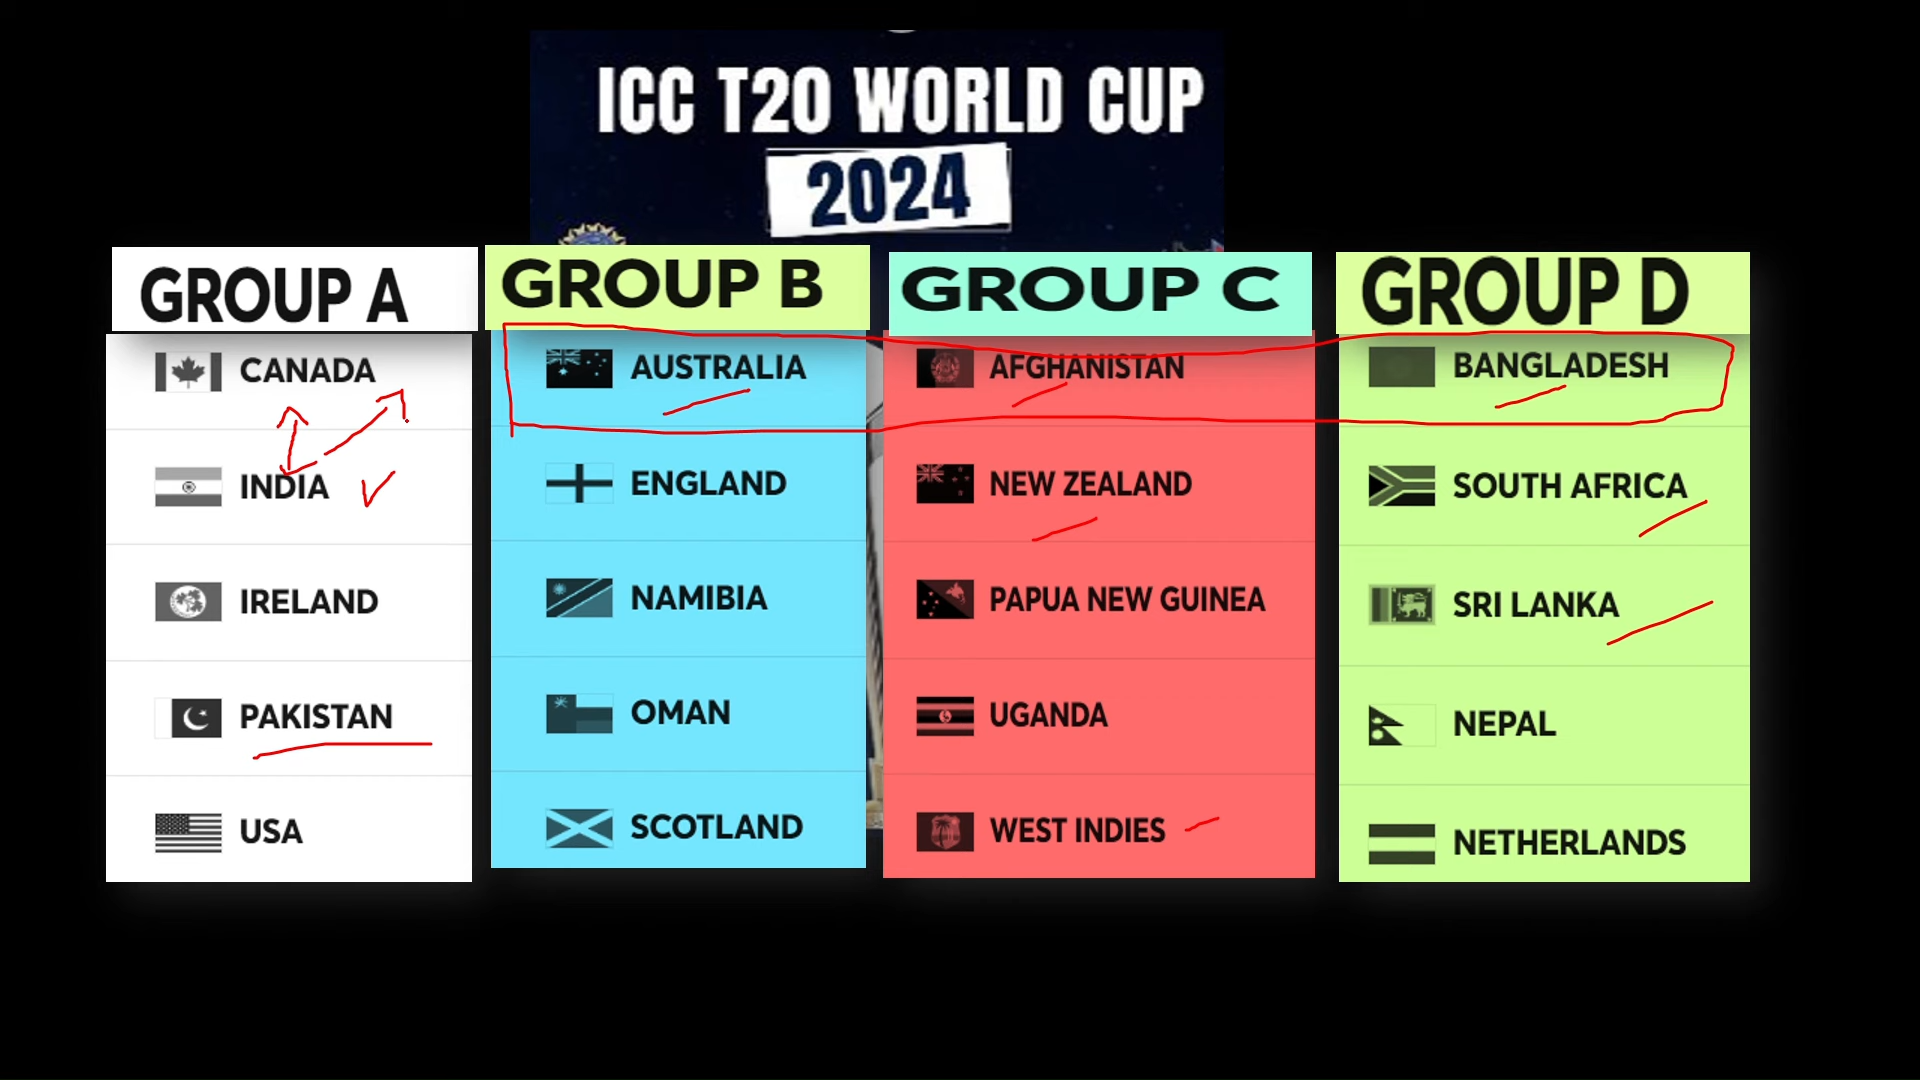 ICC T20 WORLD CUP
2024
GROUP A
CANADA
INDIA
IRELAND
PAKISTAN
USA
GROUP B
AUSTRALIA
ENGLAND
NAMIBIA
OMAN
SCOTLAND
GROUP C
AFGHANISTAN
NEW ZEALAND
PAPUA NEW GUINEA
UGANDA
WEST INDIES
GROUP D
BANGLADESH
SOUTH AFRICA
SRI LANKA
NEPAL
NETHERLANDS